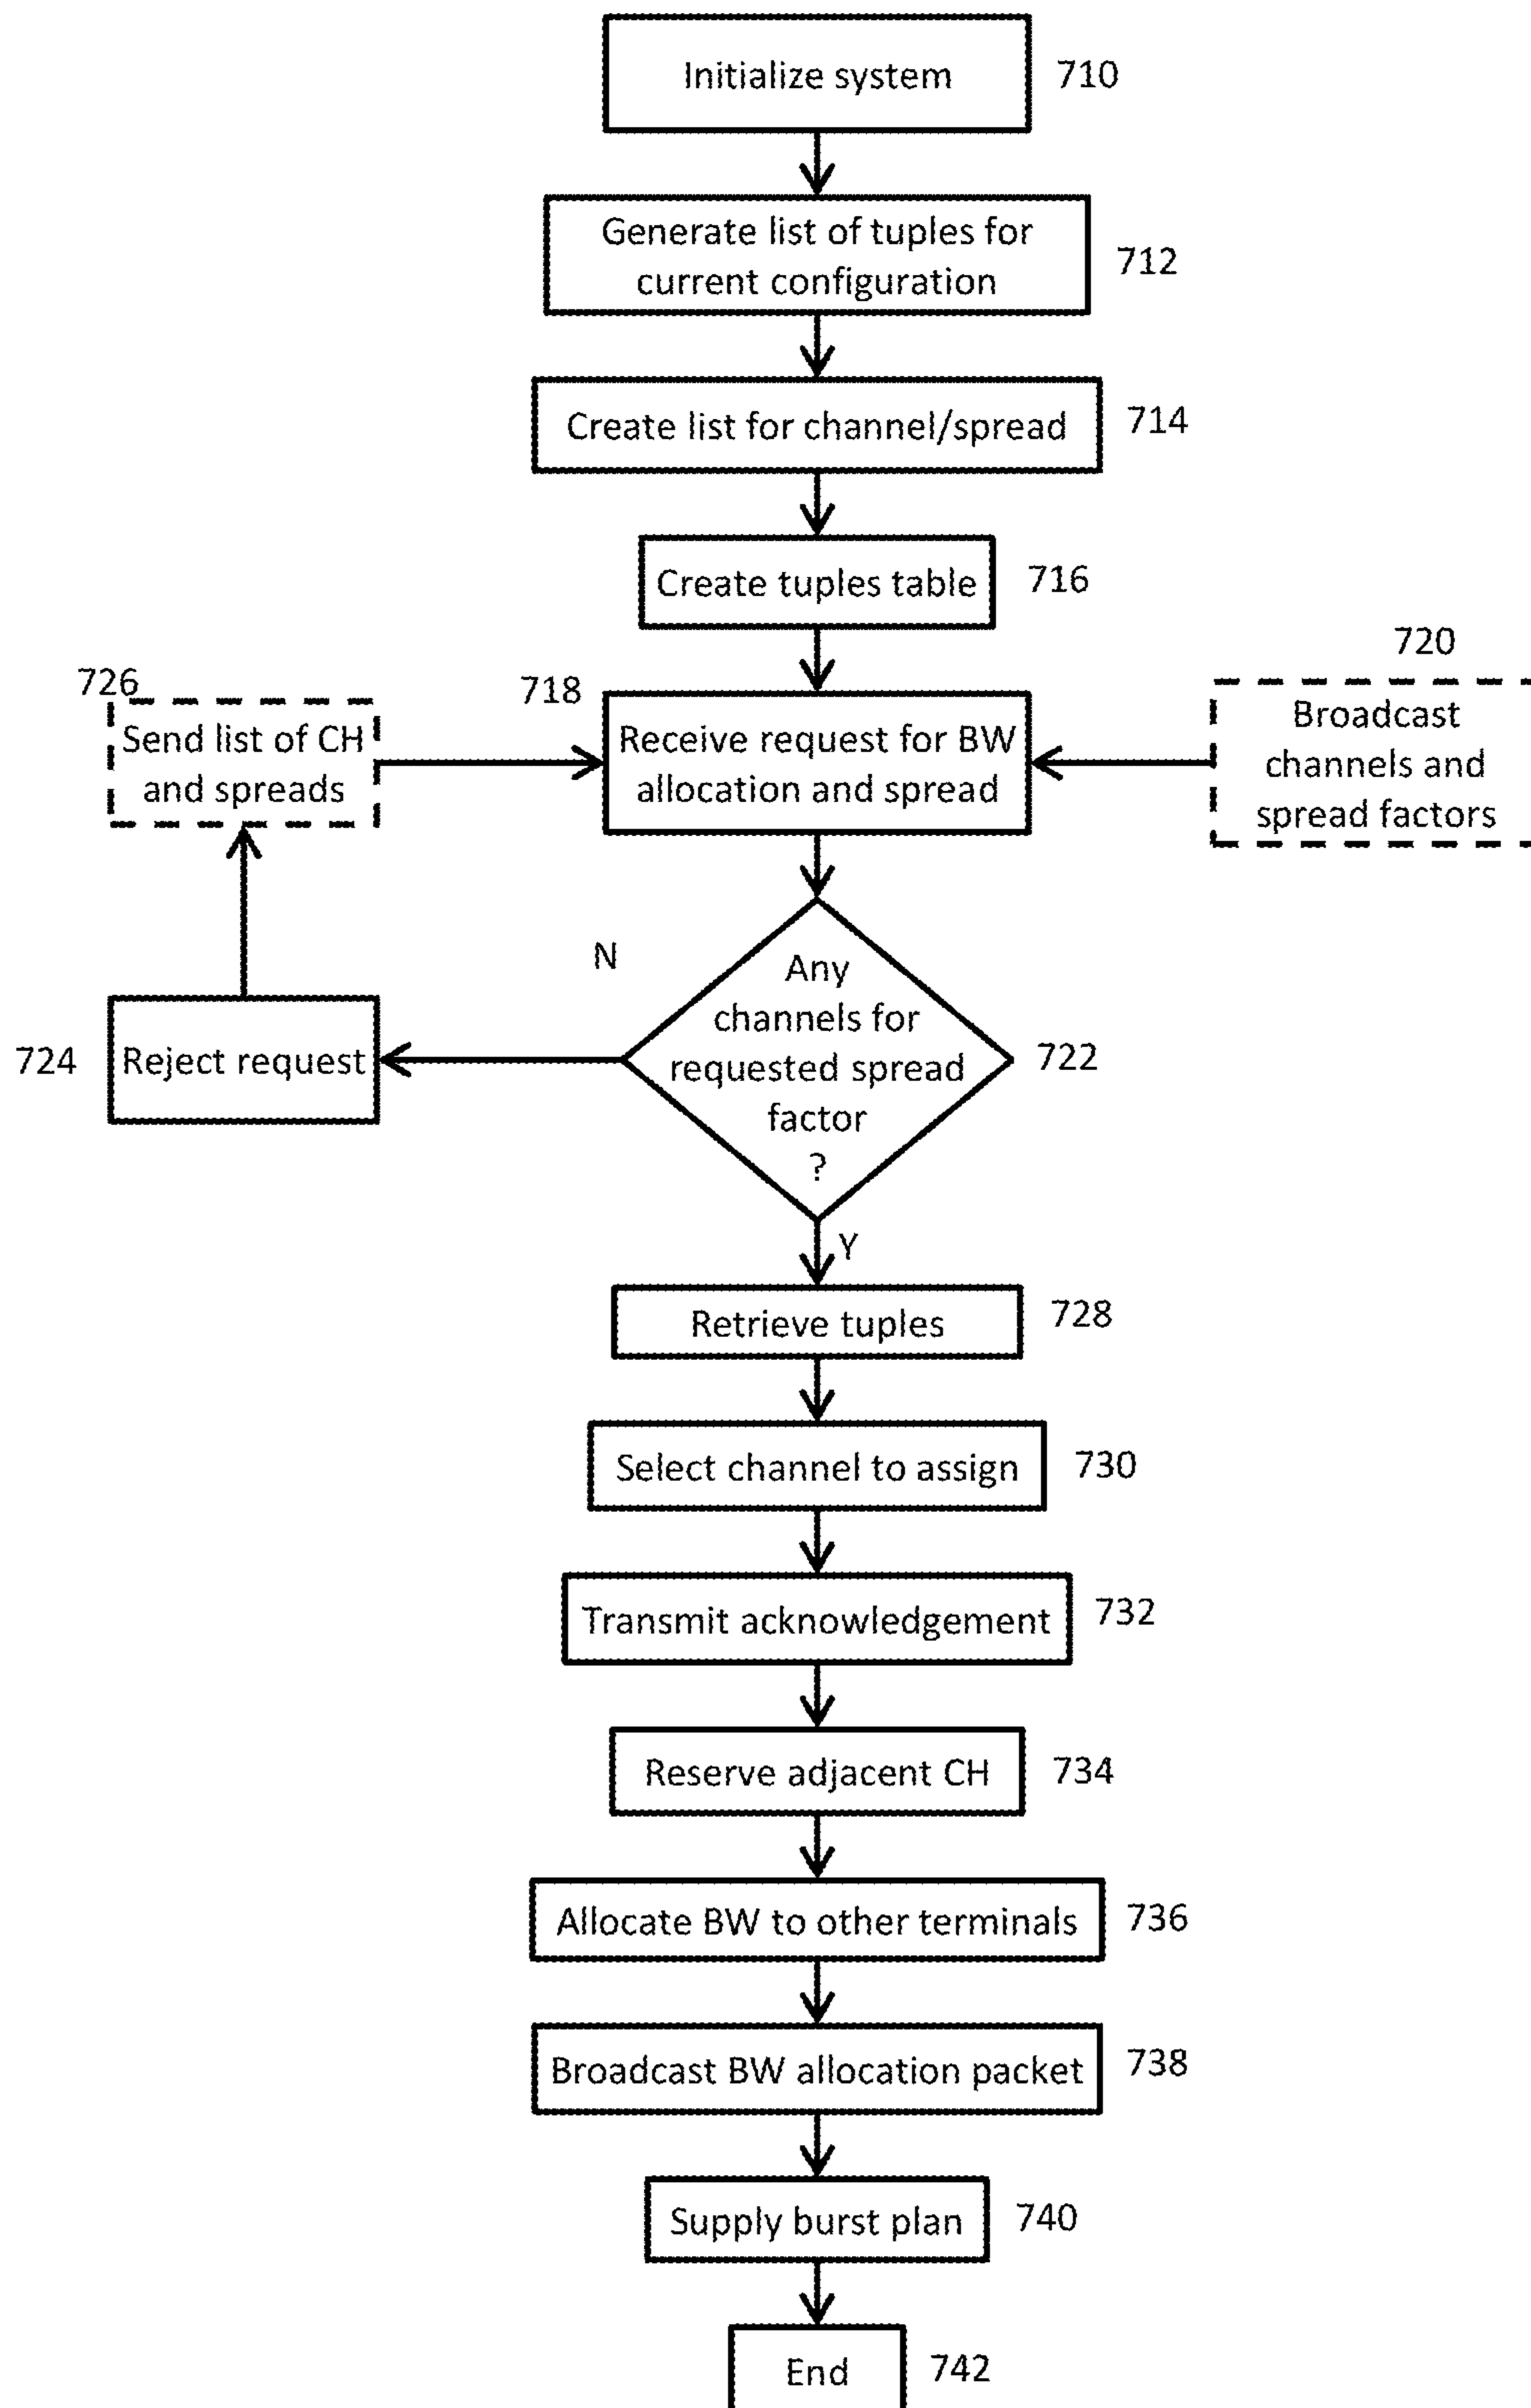 Initialize system
710
Generate list of tuples for
current configuration
712
Create list for channel/spread
714
Create tuples table
716
726
Send list of CH
and spreads
718
Receive request for BW
allocation and spread
720
Broadcast
channels and
spread factors
N
Any
channels for
requested spread
factor
?
722
724
Reject request
Y
Retrieve tuples
728
Select channel to assign
730
Transmit acknowledgement
732
Reserve adjacent CH
734
Allocate BW to other terminals
736
Broadcast BW allocation packet
738
Supply burst plan
740
End
742